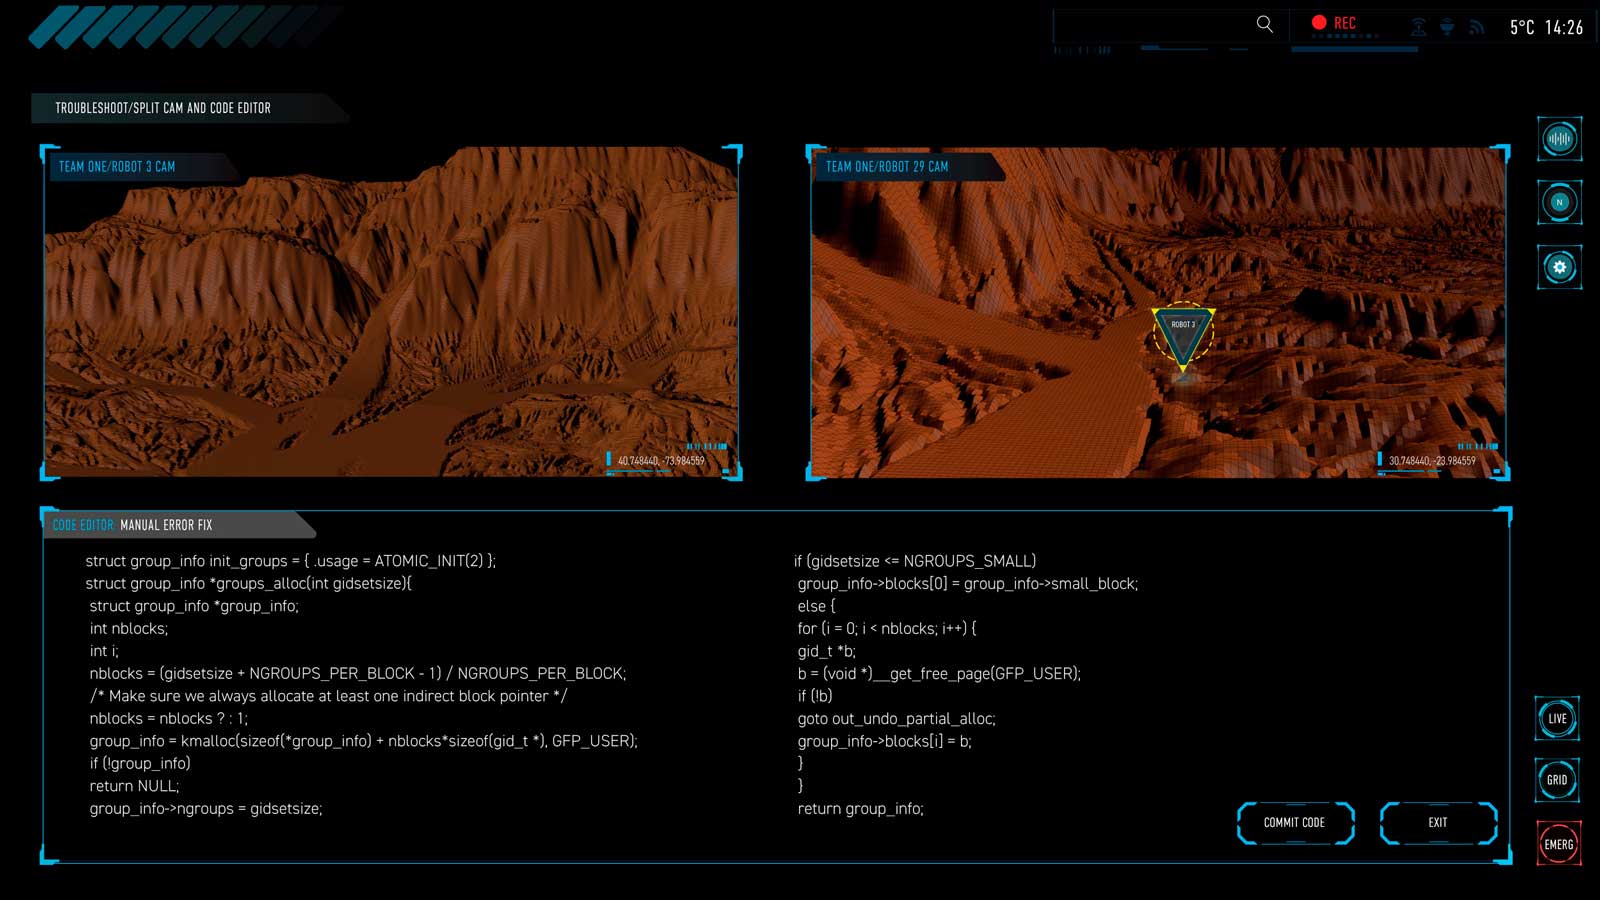 REC
5°C 14:26
TROUBLESHOOT/SPLIT CAM AND CODE EDITOR
TEAM ONE/ROBOT 3 CAM
40.748440, -73.984559
TEAM ONE/ROBOT 29 CAM
ROBOT 3
30.748440, -23.984559
N
CODE EDITOR: MANUAL ERROR FIX
struct group_info init_groups = { .usage = ATOMIC_INIT(2) };
struct group_info *groups_alloc(int gidsetsize){
struct group_info *group_info;
int nblocks;
int i;
nblocks = (gidsetsize + NGROUPS_PER_BLOCK - 1) / NGROUPS_PER_BLOCK;
/* Make sure we always allocate at least one indirect block pointer */
nblocks = nblocks ? : 1;
group_info = kmalloc(sizeof(*group_info) + nblocks*sizeof(gid_t *), GFP_USER);
if (!group_info)
return NULL;
group_info->ngroups = gidsetsize;
if (gidsetsize <= NGROUPS_SMALL)
group_info->blocks[0] = group_info->small_block;
else {
for (i = 0; i < nblocks; i++) {
gid_t *b;
b = (void *)__get_free_page(GFP_USER);
if (!b)
goto out_undo_partial_alloc;
group_info->blocks[i] = b;
}
}
return group_info;
COMMIT CODE
EXIT
LIVE
GRID
EMERG